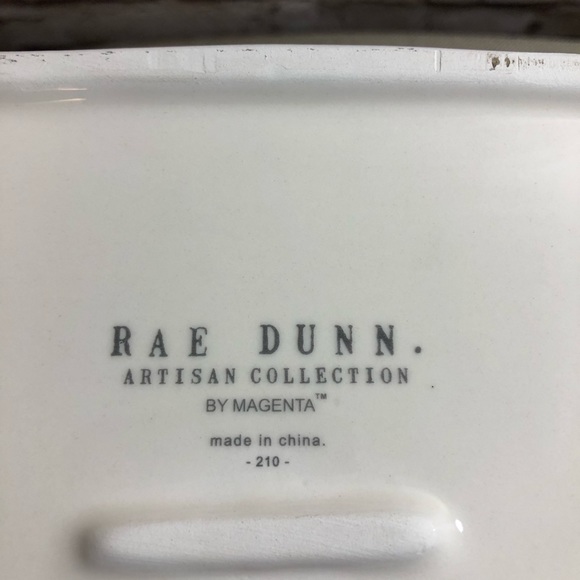 RAE DUNN.
ARTISAN COLLECTION
BY MAGENTA™
made in china.
- 210 -